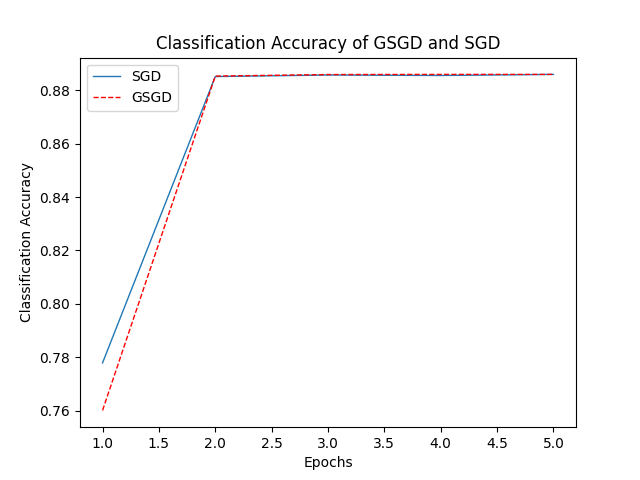 Classification Accuracy of GSGD and SGD
SGD
GSGD
Classification Accuracy
0.88
0.86
0.84
0.82
0.80
0.78
0.76
1.0 1.5 2.0 2.5 3.0 3.5 4.0 4.5 5.0
Epochs